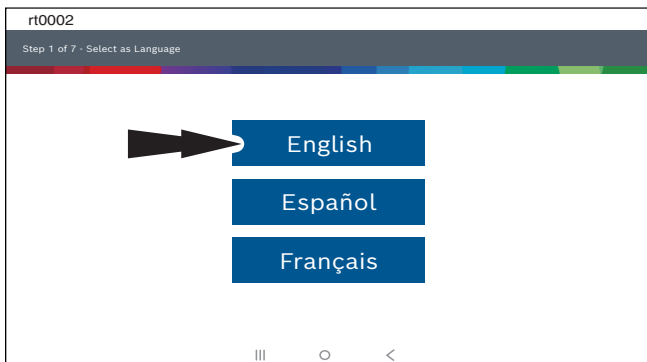 rt0002
Step 1 of 7 - Select as Language
English
Español
Français